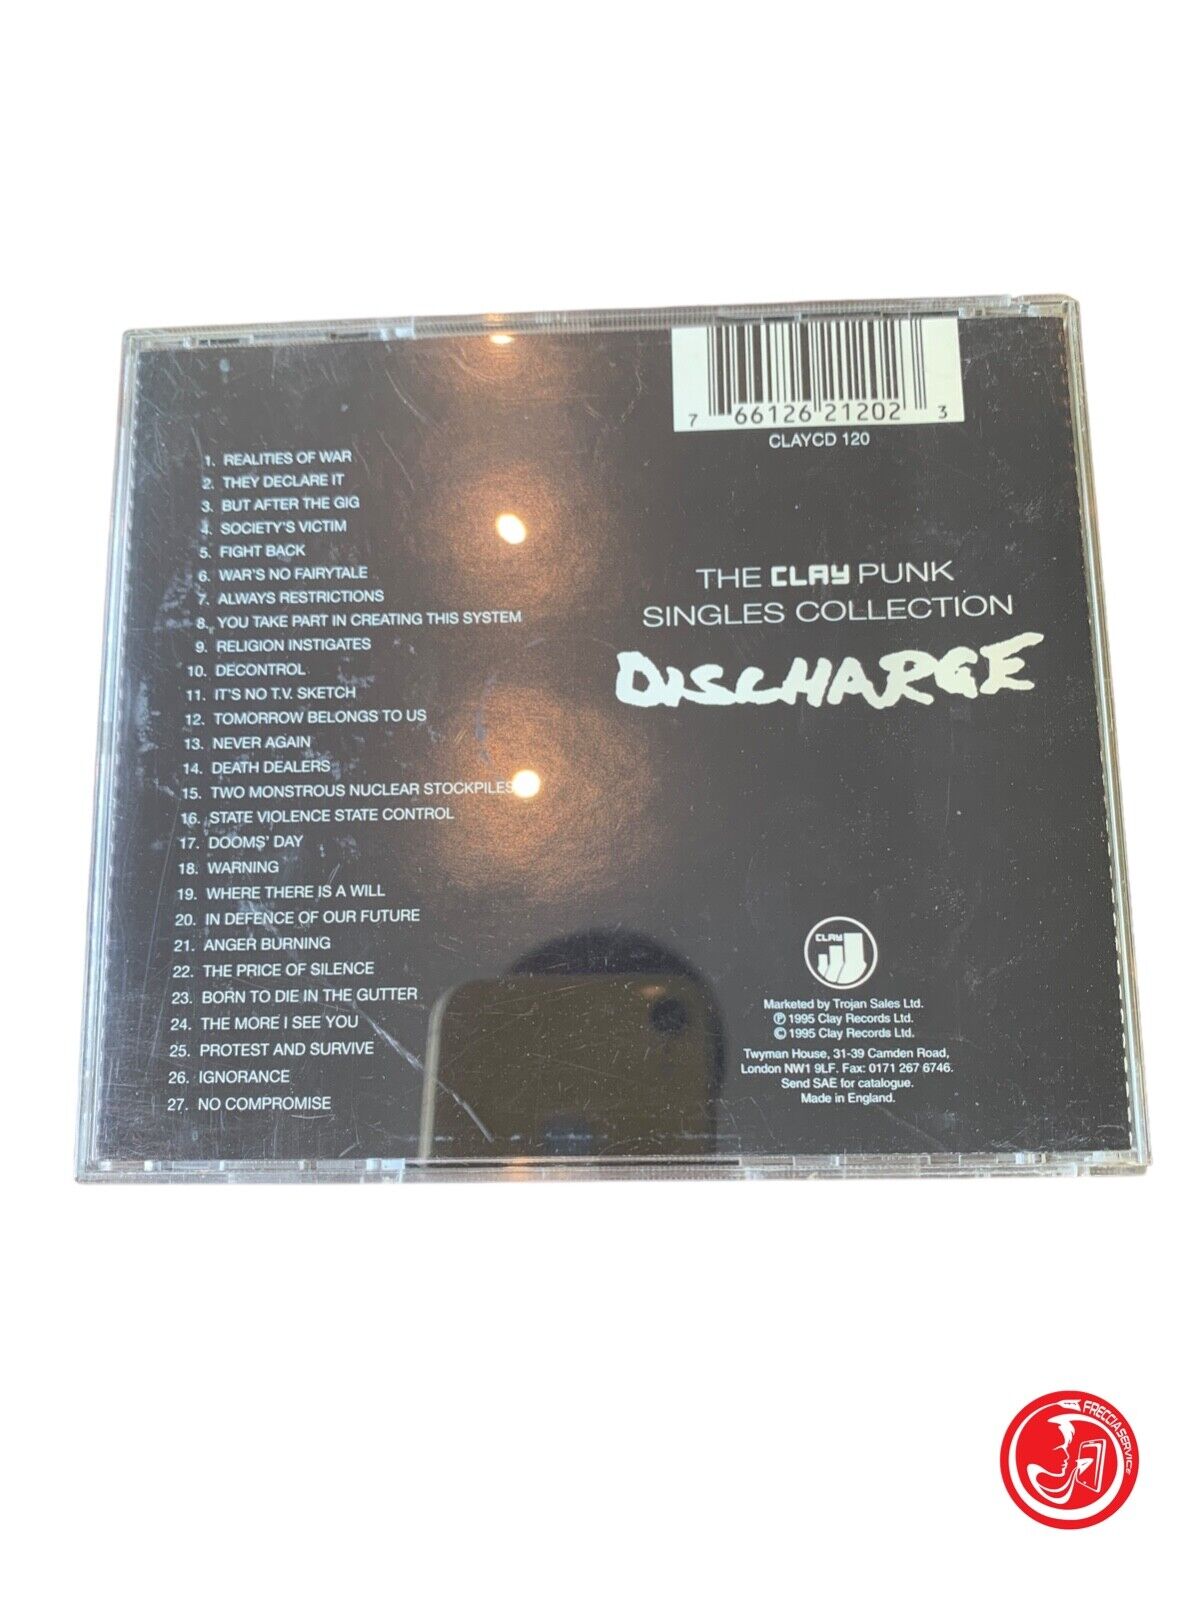 7 66126 21202 3
CLAYCD 120
1. REALITIES OF WAR
2. THEY DECLARE IT
3. BUT AFTER THE GIG
4. SOCIETY'S VICTIM
5. FIGHT BACK
6. WAR'S NO FAIRYTALE
7. ALWAYS RESTRICTIONS
8. YOU TAKE PART IN CREATING THIS SYSTEM
9. RELIGION INSTIGATES
10. DECONTROL
11. IT'S NO T.V. SKETCH
12. TOMORROW BELONGS TO US
13. NEVER AGAIN
14. DEATH DEALERS
15. TWO MONSTROUS NUCLEAR STOCKPILES
16. STATE VIOLENCE STATE CONTROL
17. DOOMS' DAY
18. WARNING
19. WHERE THERE IS A WILL
20. IN DEFENCE OF OUR FUTURE
21. ANGER BURNING
22. THE PRICE OF SILENCE
23. BORN TO DIE IN THE GUTTER
24. THE MORE I SEE YOU
25. PROTEST AND SURVIVE
26. IGNORANCE
27. NO COMPROMISE
THE CLAY PUNK
SINGLES COLLECTION
DISCHARGE
CLAY
Marketed by Trojan Sales Ltd.
℗ 1995 Clay Records Ltd.
© 1995 Clay Records Ltd.
Twyman House, 31-39 Camden Road,
London NW1 9LF. Fax: 0171 267 6746.
Send SAE for catalogue.
Made in England.
FRECCIA SERVICE